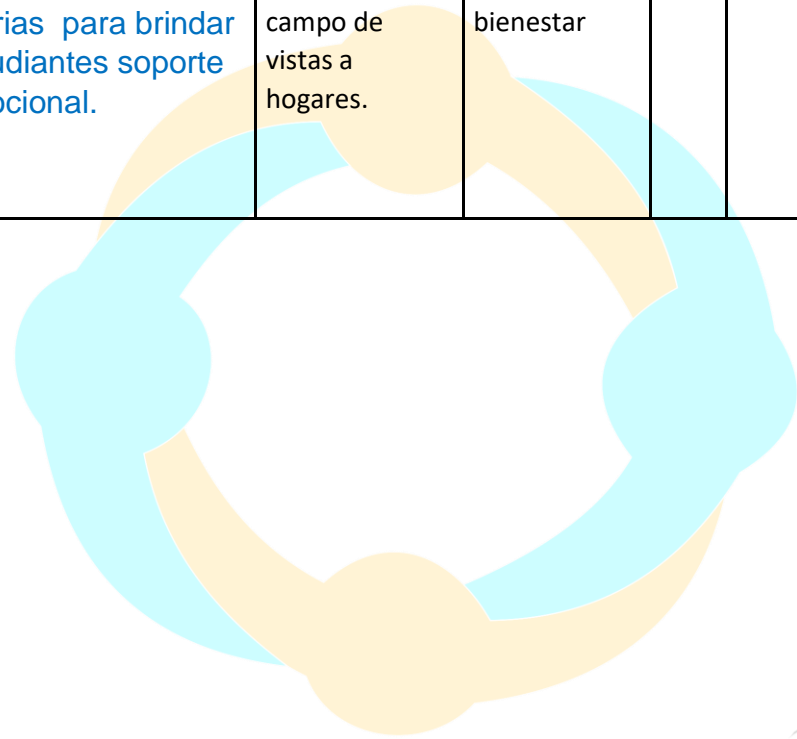 rias para brindar
udiantes soporte
ocional.
campo de
vistas a
hogares.
bienestar